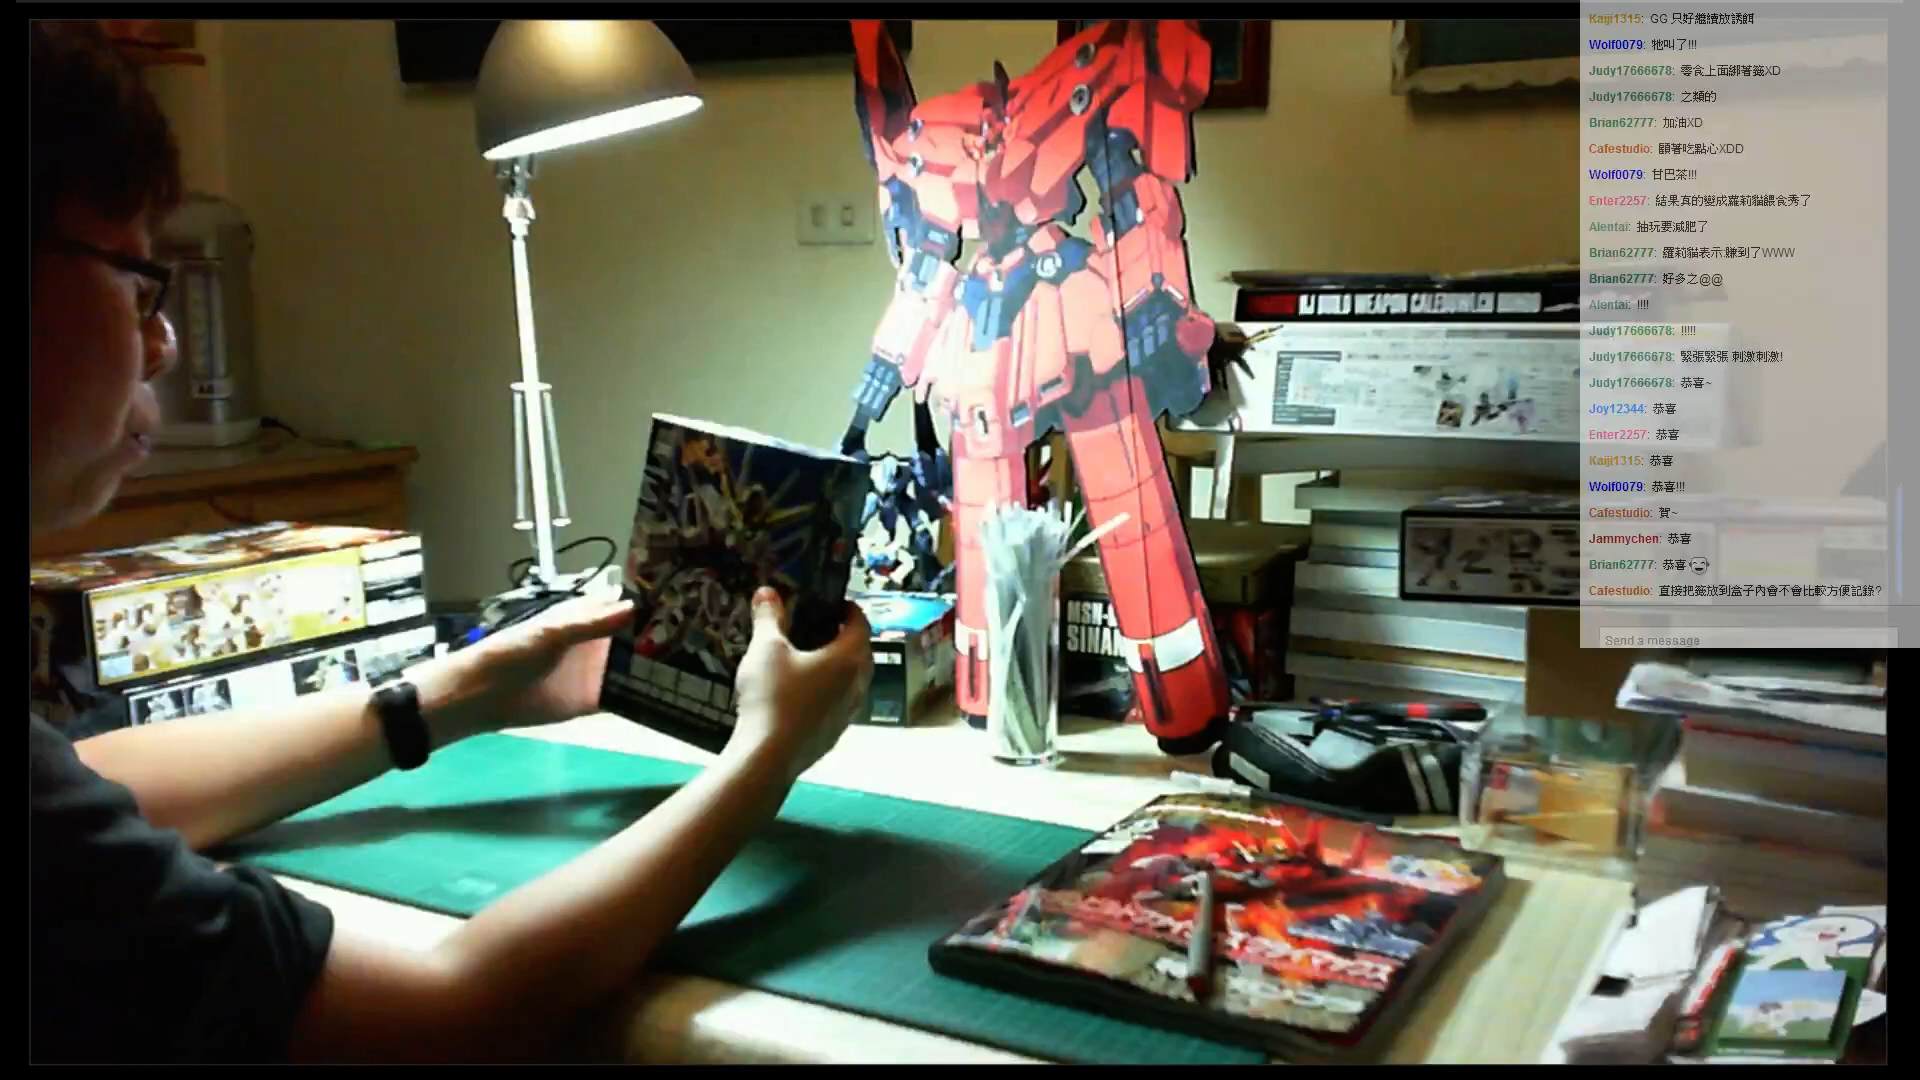 Kaiji1315: GG 只好繼續放誘餌
Wolf0079: 牠叫了!!!
Judy17666678: 零食上面綁著籤XD
Judy17666678: 之類的
Brian62777: 加油XD
Cafestudio: 顧著吃點心XDD
Wolf0079: 甘巴茶!!!
Enter2257: 結果真的變成蘿莉貓餵食秀了
Alentai: 抽玩要減肥了
Brian62777: 羅莉貓表示:賺到了WWW
Brian62777: 好多之@@
Alentai: !!!!
Judy17666678: !!!!!
Judy17666678: 緊張緊張 刺激刺激!
Judy17666678: 恭喜~
Joy12344: 恭喜
Enter2257: 恭喜
Kaiji1315: 恭喜
Wolf0079: 恭喜!!!
Cafestudio: 賀~
Jammychen: 恭喜
Brian62777: 恭喜
Cafestudio: 直接把籤放到盒子內會不會比較方便記錄?
Send a message
BUILD WEAPON
MSN-
SINAN